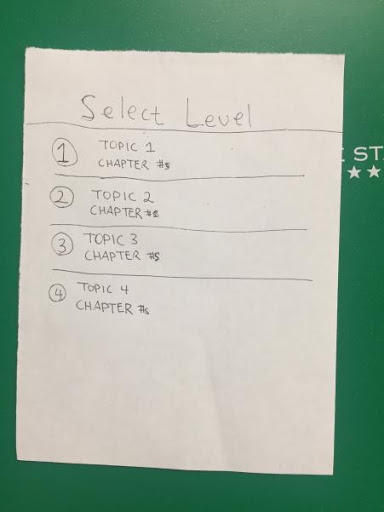 Select Level
1 TOPIC 1
CHAPTER #s
2 TOPIC 2
CHAPTER #s
3 TOPIC 3
CHAPTER #s
4 TOPIC 4
CHAPTER #s
E ST